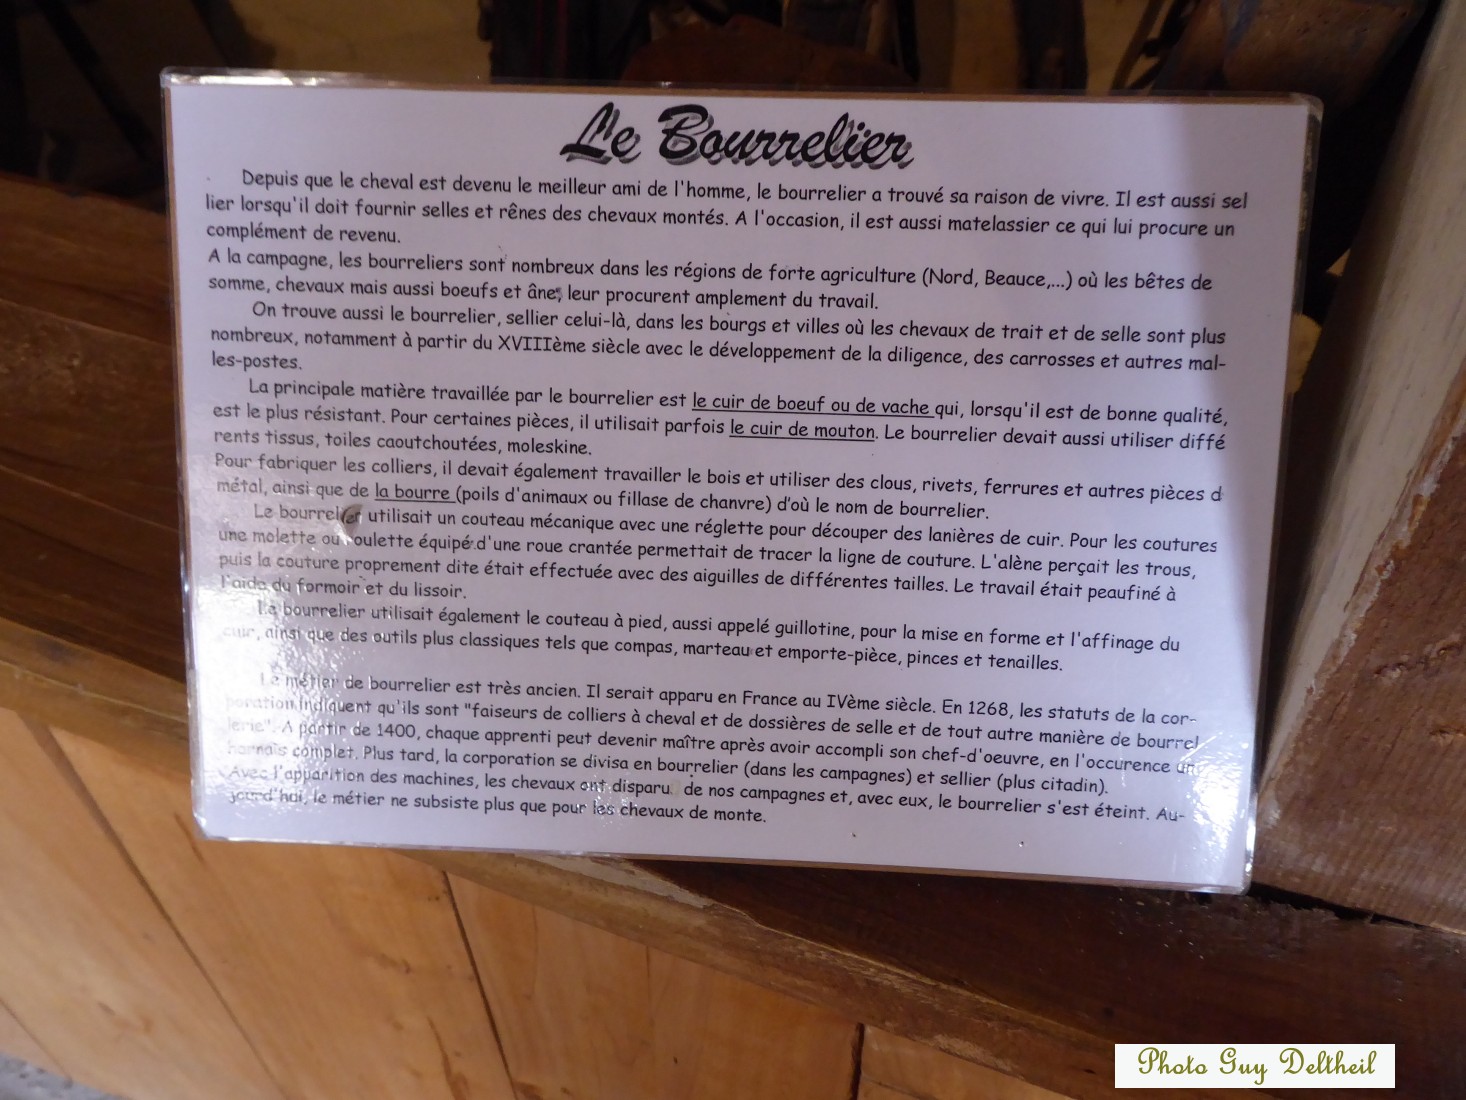 Le Bourrelier
Depuis que le cheval est devenu le meilleur ami de l'homme, le bourrelier a trouvé sa raison de vivre. Il est aussi sel
lier lorsqu'il doit fournir selles et rênes des chevaux montés. A l'occasion, il est aussi matelassier ce qui lui procure un
complément de revenu.
A la campagne, les bourreliers sont nombreux dans les régions de forte agriculture (Nord, Beauce,...) où les bêtes de
somme, chevaux mais aussi boeufs et âne, leur procurent amplement du travail.
On trouve aussi le bourrelier, sellier celui-là, dans les bourgs et villes où les chevaux de trait et de selle sont plus
nombreux, notamment à partir du XVIIIème siècle avec le développement de la diligence, des carrosses et autres mal-
les-postes.
La principale matière travaillée par le bourrelier est le cuir de boeuf ou de vache qui, lorsqu'il est de bonne qualité,
est le plus résistant. Pour certaines pièces, il utilisait parfois le cuir de mouton. Le bourrelier devait aussi utiliser diffé
rents tissus, toiles caoutchoutées, moleskine.
Pour fabriquer les colliers, il devait également travailler le bois et utiliser des clous, rivets, ferrures et autres pièces d
métal, ainsi que de la bourre (poils d'animaux ou fillase de chanvre) d'où le nom de bourrelier.
Le bourrelier utilisait un couteau mécanique avec une réglette pour découper des lanières de cuir. Pour les coutures
une molette ou roulette équipé d'une roue crantée permettait de tracer la ligne de couture. L'alène perçait les trous,
puis la couture proprement dite était effectuée avec des aiguilles de différentes tailles. Le travail était peaufiné à
l'aide du formoir et du lissoir.
Le bourrelier utilisait également le couteau à pied, aussi appelé guillotine, pour la mise en forme et l'affinage du
cuir, ainsi que des outils plus classiques tels que compas, marteau et emporte-pièce, pinces et tenailles.
Le métier de bourrelier est très ancien. Il serait apparu en France au IVème siècle. En 1268, les statuts de la cor-
poration indiquent qu'ils sont "faiseurs de colliers à cheval et de dossières de selle et de tout autre manière de bourrel
lerie". A partir de 1400, chaque apprenti peut devenir maître après avoir accompli son chef-d'oeuvre, en l'occurence un
harnais complet. Plus tard, la corporation se divisa en bourrelier (dans les campagnes) et sellier (plus citadin).
Avec l'apparition des machines, les chevaux ont disparu de nos campagnes et, avec eux, le bourrelier s'est éteint. Au-
jourd'hui, le métier ne subsiste plus que pour les chevaux de monte.
Photo Guy Deltheil